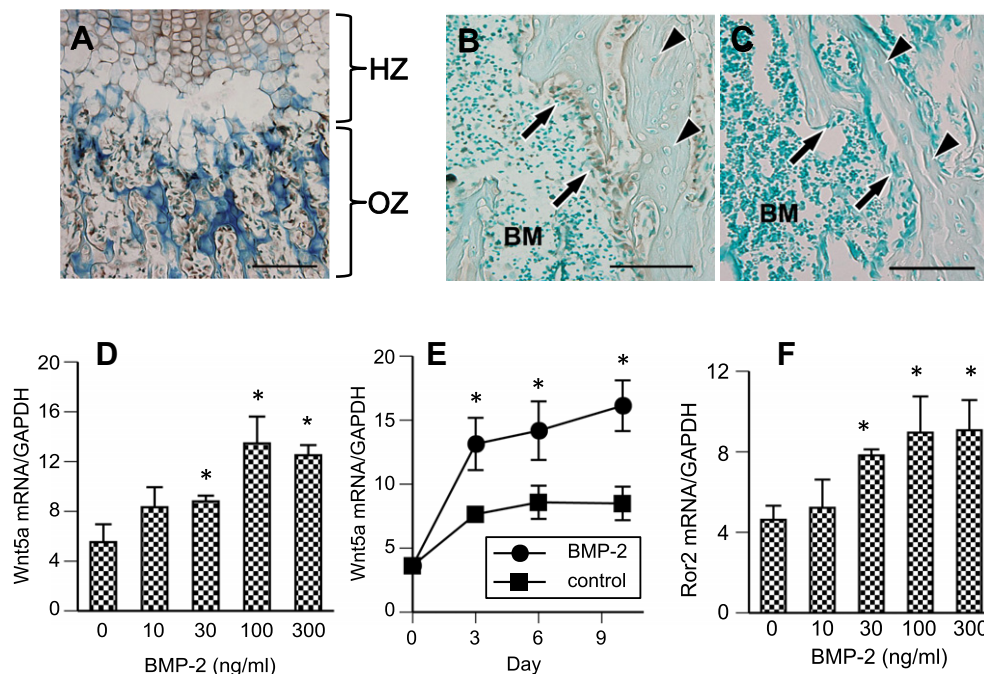 A
HZ
OZ
B
BM
C
BM
D
Wnt5a mRNA/GAPDH
20
16
12
8
4
0
*
*
*
0 10 30 100 300
BMP-2 (ng/ml)
E
Wnt5a mRNA/GAPDH
20
15
10
5
0
*
*
*
BMP-2
control
0 3 6 9
Day
F
Ror2 mRNA/GAPDH
12
8
4
0
*
*
*
0 10 30 100 300
BMP-2 (ng/ml)